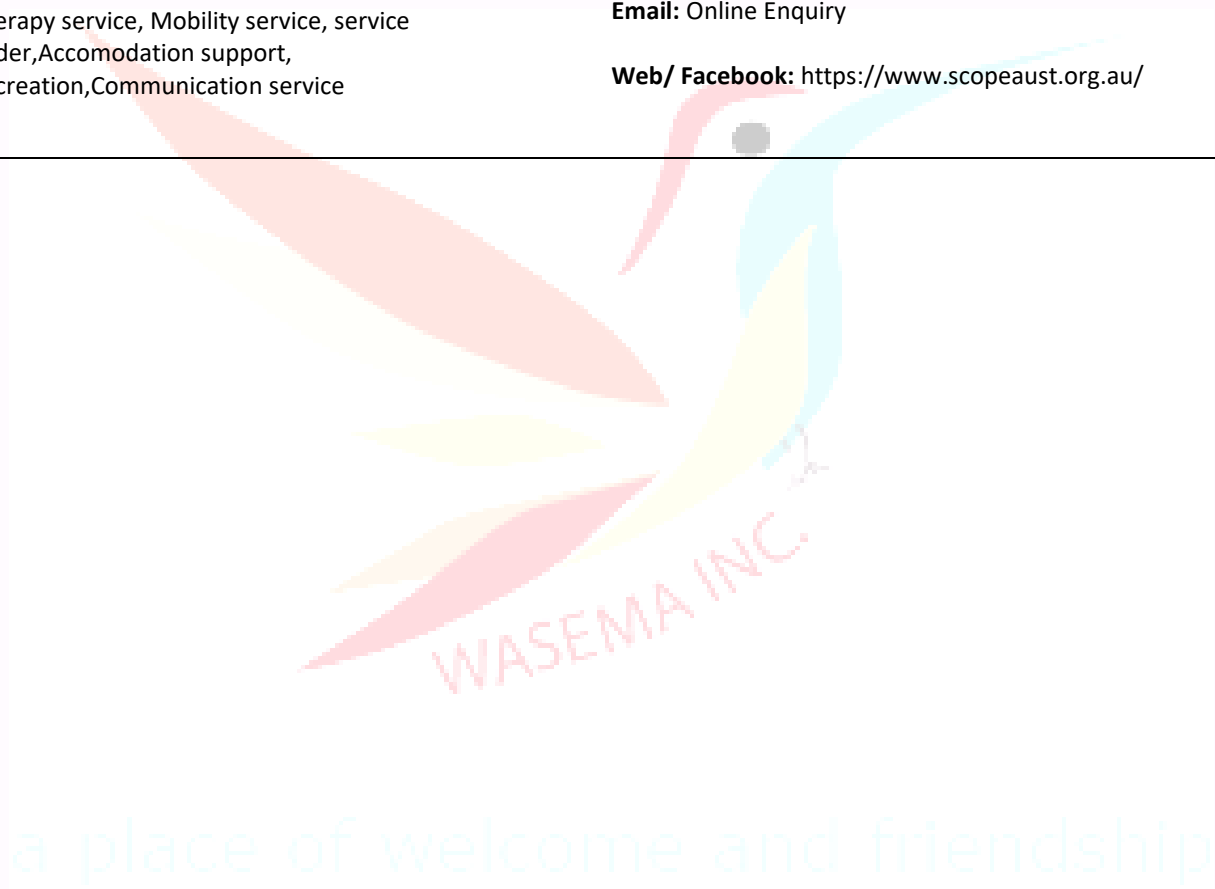 erapy service, Mobility service, service
der,Accomodation support,
creation,Communication service
Email: Online Enquiry
Web/ Facebook: https://www.scopeaust.org.au/
WASEMA INC.
a place of welcome and friendship